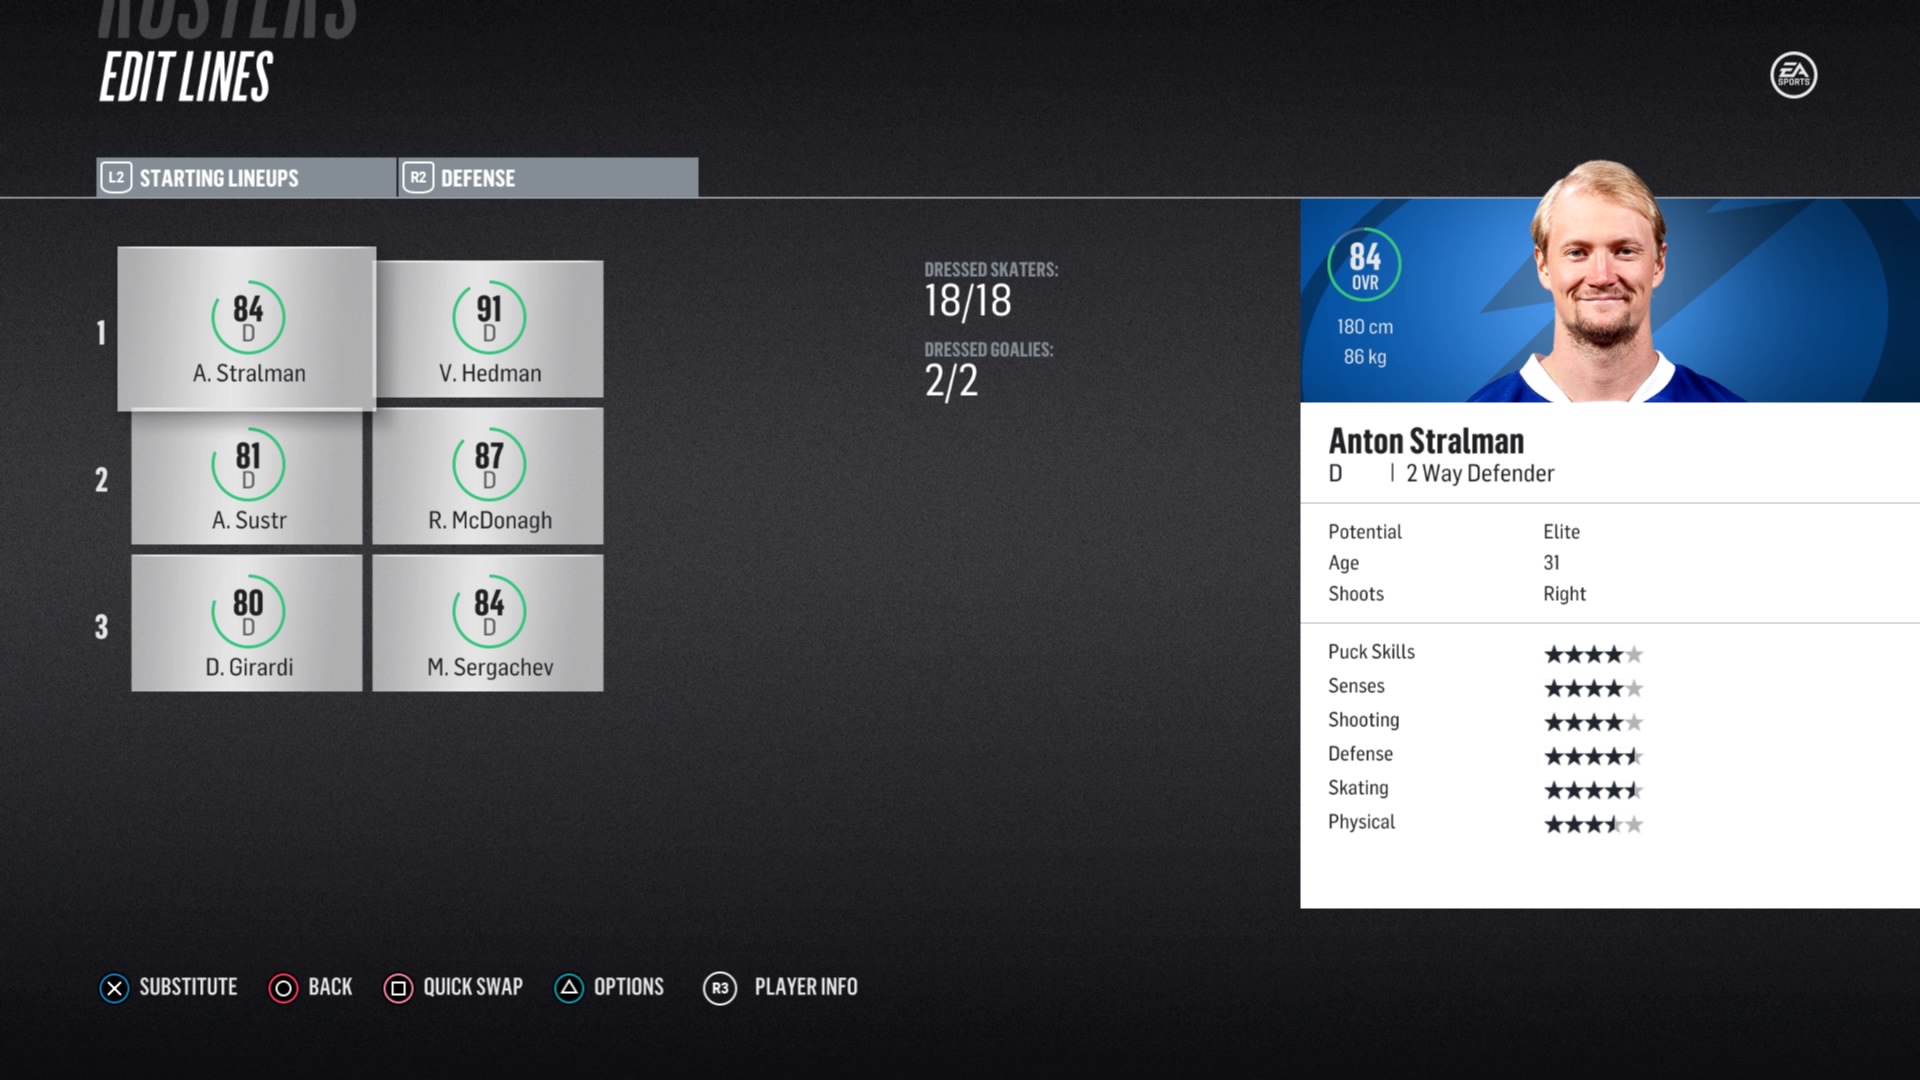 ROSTERS
EDIT LINES
EA
SPORTS
L2 STARTING LINEUPS
R2 DEFENSE
1
84
D
A. Stralman
91
D
V. Hedman
2
81
D
A. Sustr
87
D
R. McDonagh
3
80
D
D. Girardi
84
D
M. Sergachev
DRESSED SKATERS:
18/18
DRESSED GOALIES:
2/2
84
OVR
180 cm
86 kg
Anton Stralman
D | 2 Way Defender
Potential Elite
Age 31
Shoots Right
Puck Skills
Senses
Shooting
Defense
Skating
Physical
SUBSTITUTE BACK QUICK SWAP OPTIONS R3 PLAYER INFO